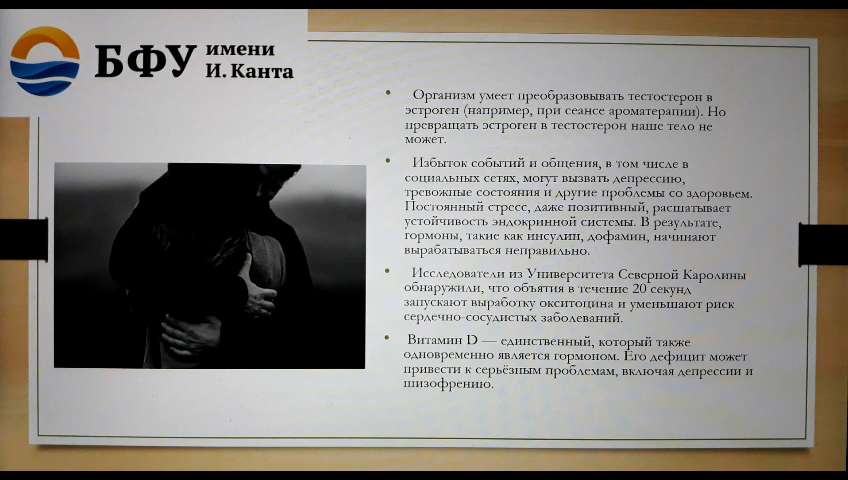 БФУ имени
И. Канта
Организм умеет преобразовывать тестостерон в
эстроген (например, при сеансе ароматерапии). Но
превращать эстроген в тестостерон наше тело не
может.
Избыток событий и общения, в том числе в
социальных сетях, могут вызвать депрессию,
тревожные состояния и другие проблемы со здоровьем.
Постоянный стресс, даже позитивный, расшатывает
устойчивость эндокринной системы. В результате,
гормоны, такие как инсулин, дофамин, начинают
вырабатываться неправильно.
Исследователи из Университета Северной Каролины
обнаружили, что объятия в течение 20 секунд
запускают выработку окситоцина и уменьшают риск
сердечно-сосудистых заболеваний.
Витамин D — единственный, который также
одновременно является гормоном. Его дефицит может
привести к серьёзным проблемам, включая депрессии и
шизофрению.